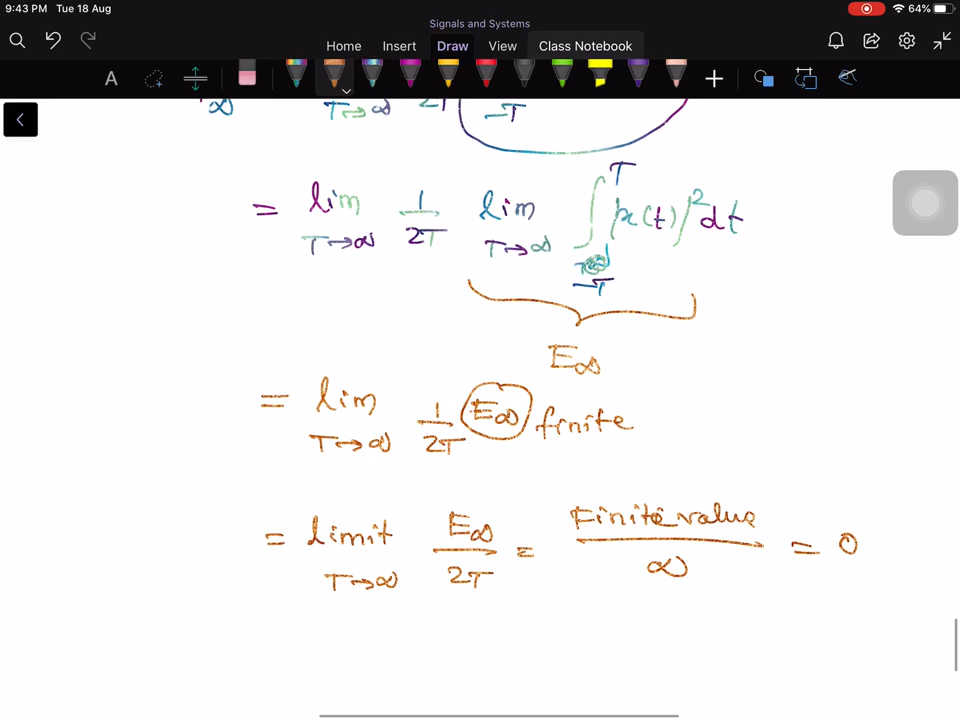 9:43 PM Tue 18 Aug
64%
Signals and Systems
Home Insert Draw View Class Notebook
A
∞ T→∞ 2T -T
= lim T→∞ 1/2T lim T→∞ ∫ T -T |x(t)|² dt
E∞
= lim T→∞ 1/2T E∞ finite
= limit T→∞ E∞/2T = Finite value/∞ = 0